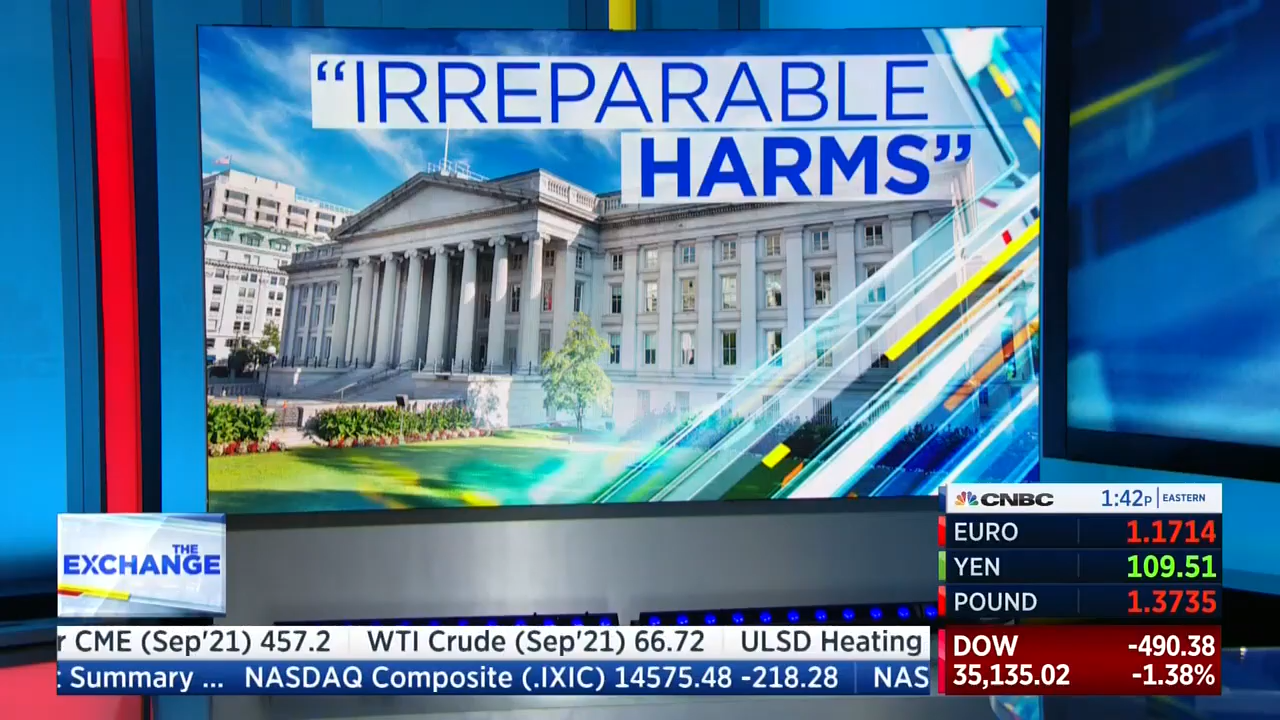 “IRREPARABLE
HARMS”
CNBC 1:42P EASTERN
EURO 1.1714
YEN 109.51
POUND 1.3735
DOW -490.38
35,135.02 -1.38%
THE
EXCHANGE
r CME (Sep'21) 457.2 WTI Crude (Sep'21) 66.72 ULSD Heating
: Summary ... NASDAQ Composite (.IXIC) 14575.48 -218.28 NAS